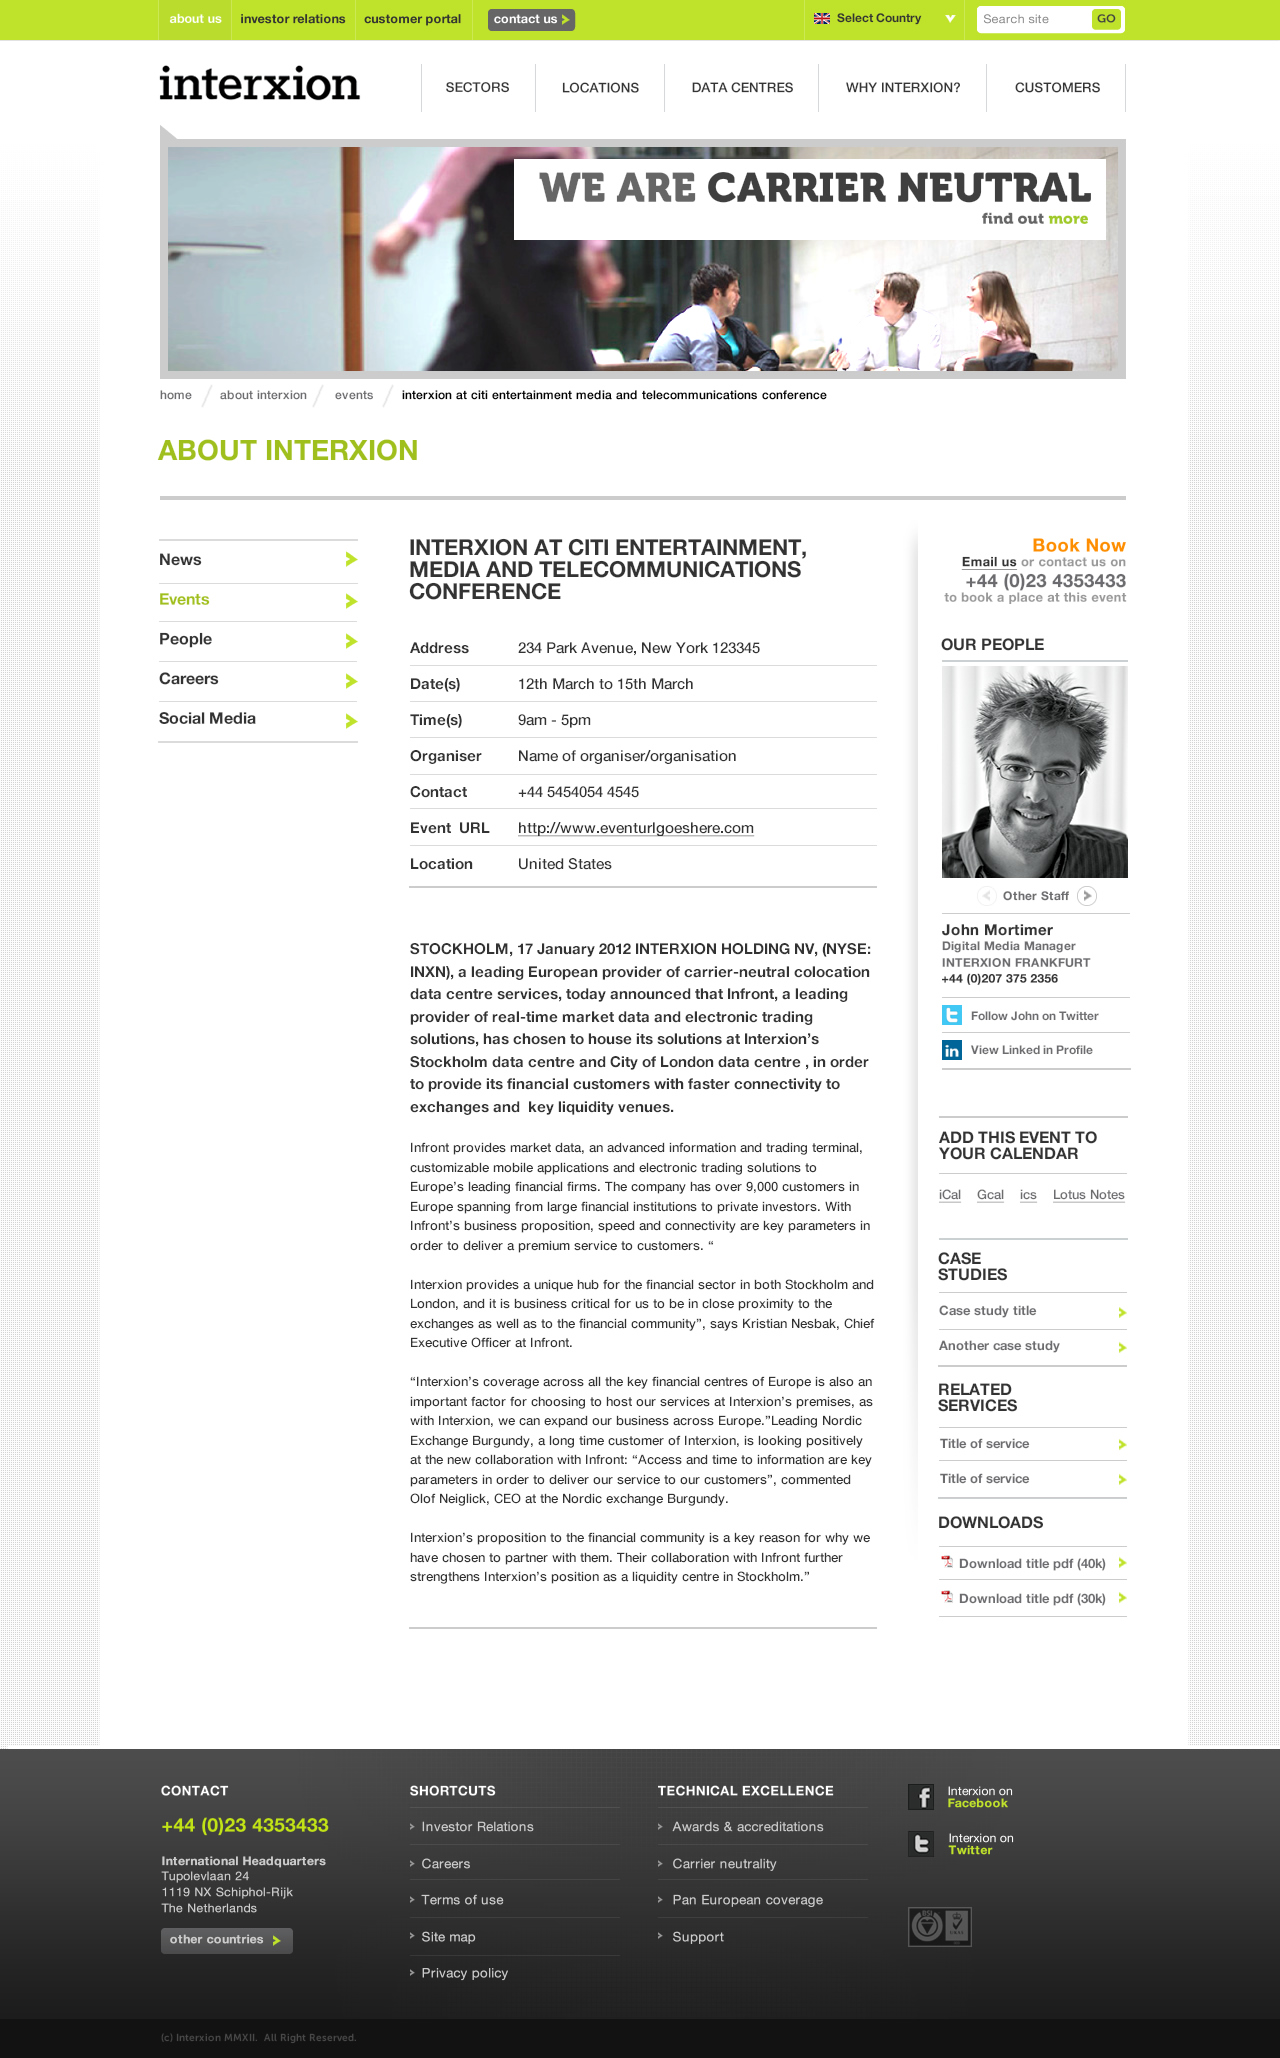 about us investor relations customer portal contact us Select Country Search site GO
interxion
SECTORS LOCATIONS DATA CENTRES WHY INTERXION? CUSTOMERS
WE ARE CARRIER NEUTRAL
find out more
home about interxion events interxion at citi entertainment media and telecommunications conference
ABOUT INTERXION
News
Events
People
Careers
Social Media
INTERXION AT CITI ENTERTAINMENT,
MEDIA AND TELECOMMUNICATIONS
CONFERENCE
Address 234 Park Avenue, New York 123345
Date(s) 12th March to 15th March
Time(s) 9am - 5pm
Organiser Name of organiser/organisation
Contact +44 5454054 4545
Event URL http://www.eventurlgoeshere.com
Location United States
STOCKHOLM, 17 January 2012 INTERXION HOLDING NV, (NYSE:
INXN), a leading European provider of carrier-neutral colocation
data centre services, today announced that Infront, a leading
provider of real-time market data and electronic trading
solutions, has chosen to house its solutions at Interxion’s
Stockholm data centre and City of London data centre , in order
to provide its financial customers with faster connectivity to
exchanges and key liquidity venues.
Infront provides market data, an advanced information and trading terminal,
customizable mobile applications and electronic trading solutions to
Europe’s leading financial firms. The company has over 9,000 customers in
Europe spanning from large financial institutions to private investors. With
Infront’s business proposition, speed and connectivity are key parameters in
order to deliver a premium service to customers. “
Interxion provides a unique hub for the financial sector in both Stockholm and
London, and it is business critical for us to be in close proximity to the
exchanges as well as to the financial community”, says Kristian Nesbak, Chief
Executive Officer at Infront.
“Interxion’s coverage across all the key financial centres of Europe is also an
important factor for choosing to host our services at Interxion’s premises, as
with Interxion, we can expand our business across Europe.”Leading Nordic
Exchange Burgundy, a long time customer of Interxion, is looking positively
at the new collaboration with Infront: “Access and time to information are key
parameters in order to deliver our service to our customers”, commented
Olof Neiglick, CEO at the Nordic exchange Burgundy.
Interxion’s proposition to the financial community is a key reason for why we
have chosen to partner with them. Their collaboration with Infront further
strengthens Interxion’s position as a liquidity centre in Stockholm.”
Book Now
Email us or contact us on
+44 (0)23 4353433
to book a place at this event
OUR PEOPLE
Other Staff
John Mortimer
Digital Media Manager
INTERXION FRANKFURT
+44 (0)207 375 2356
Follow John on Twitter
in View Linked in Profile
ADD THIS EVENT TO
YOUR CALENDAR
iCal Gcal ics Lotus Notes
CASE
STUDIES
Case study title
Another case study
RELATED
SERVICES
Title of service
Title of service
DOWNLOADS
Download title pdf (40k)
Download title pdf (30k)
CONTACT
+44 (0)23 4353433
International Headquarters
Tupolevlaan 24
1119 NX Schiphol-Rijk
The Netherlands
other countries
SHORTCUTS
Investor Relations
Careers
Terms of use
Site map
Privacy policy
TECHNICAL EXCELLENCE
Awards & accreditations
Carrier neutrality
Pan European coverage
Support
Interxion on
Facebook
Interxion on
Twitter
(c) Interxion MMXII. All Right Reserved.